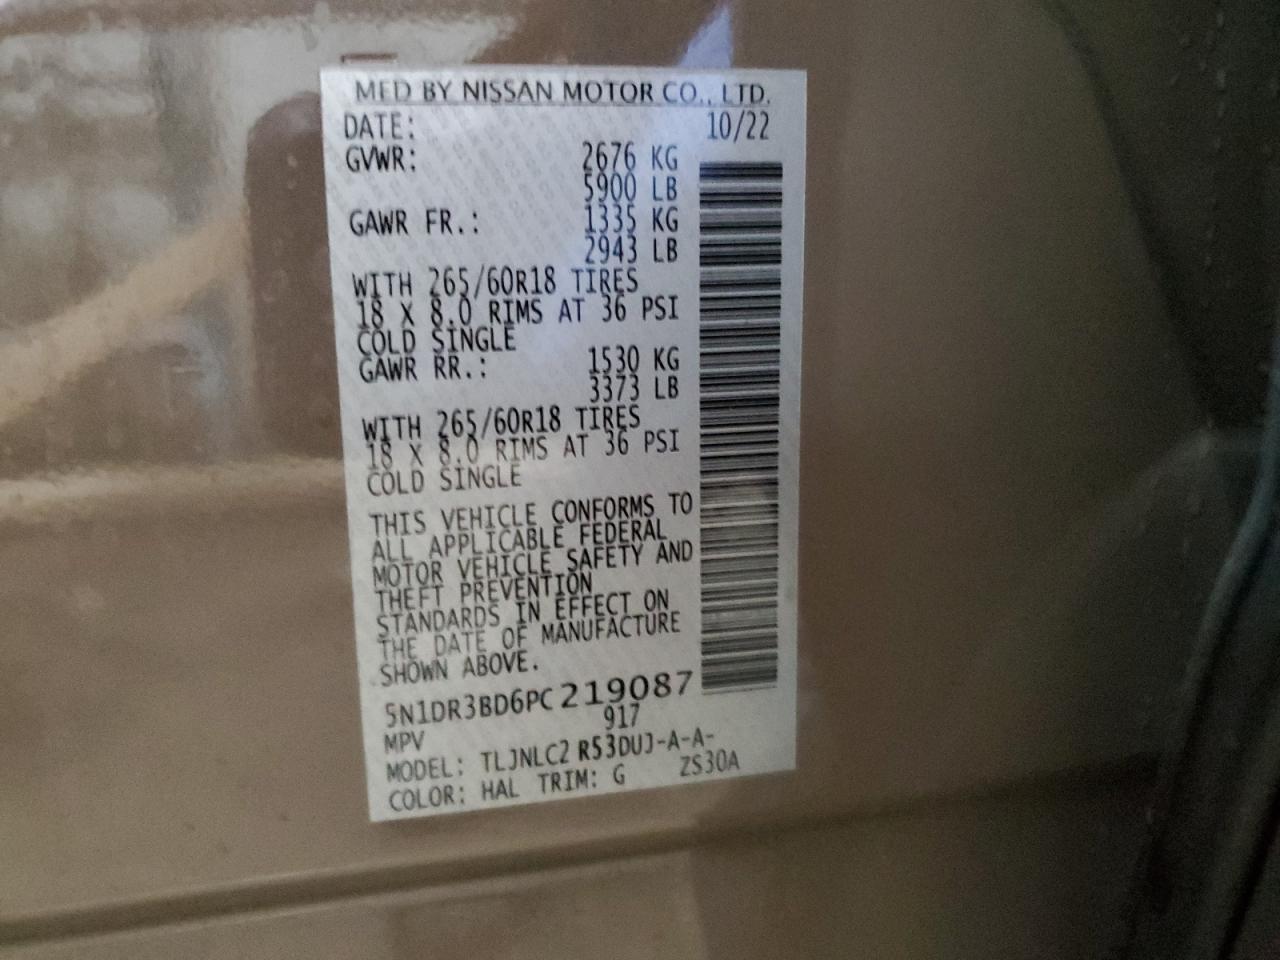 MFD BY NISSAN MOTOR CO., LTD.
DATE: 10/22
GVWR: 2676 KG
5900 LB
GAWR FR.: 1335 KG
2943 LB
WITH 265/60R18 TIRES
18 X 8.0 RIMS AT 36 PSI
COLD SINGLE
GAWR RR.: 1530 KG
3373 LB
WITH 265/60R18 TIRES
18 X 8.0 RIMS AT 36 PSI
COLD SINGLE
THIS VEHICLE CONFORMS TO
ALL APPLICABLE FEDERAL
MOTOR VEHICLE SAFETY AND
THEFT PREVENTION
STANDARDS IN EFFECT ON
THE DATE OF MANUFACTURE
SHOWN ABOVE.
5N1DR3BD6PC219087
917
MPV
MODEL: TLJNLC2 R53DUJ-A-A-
COLOR: HAL TRIM: G ZS30A